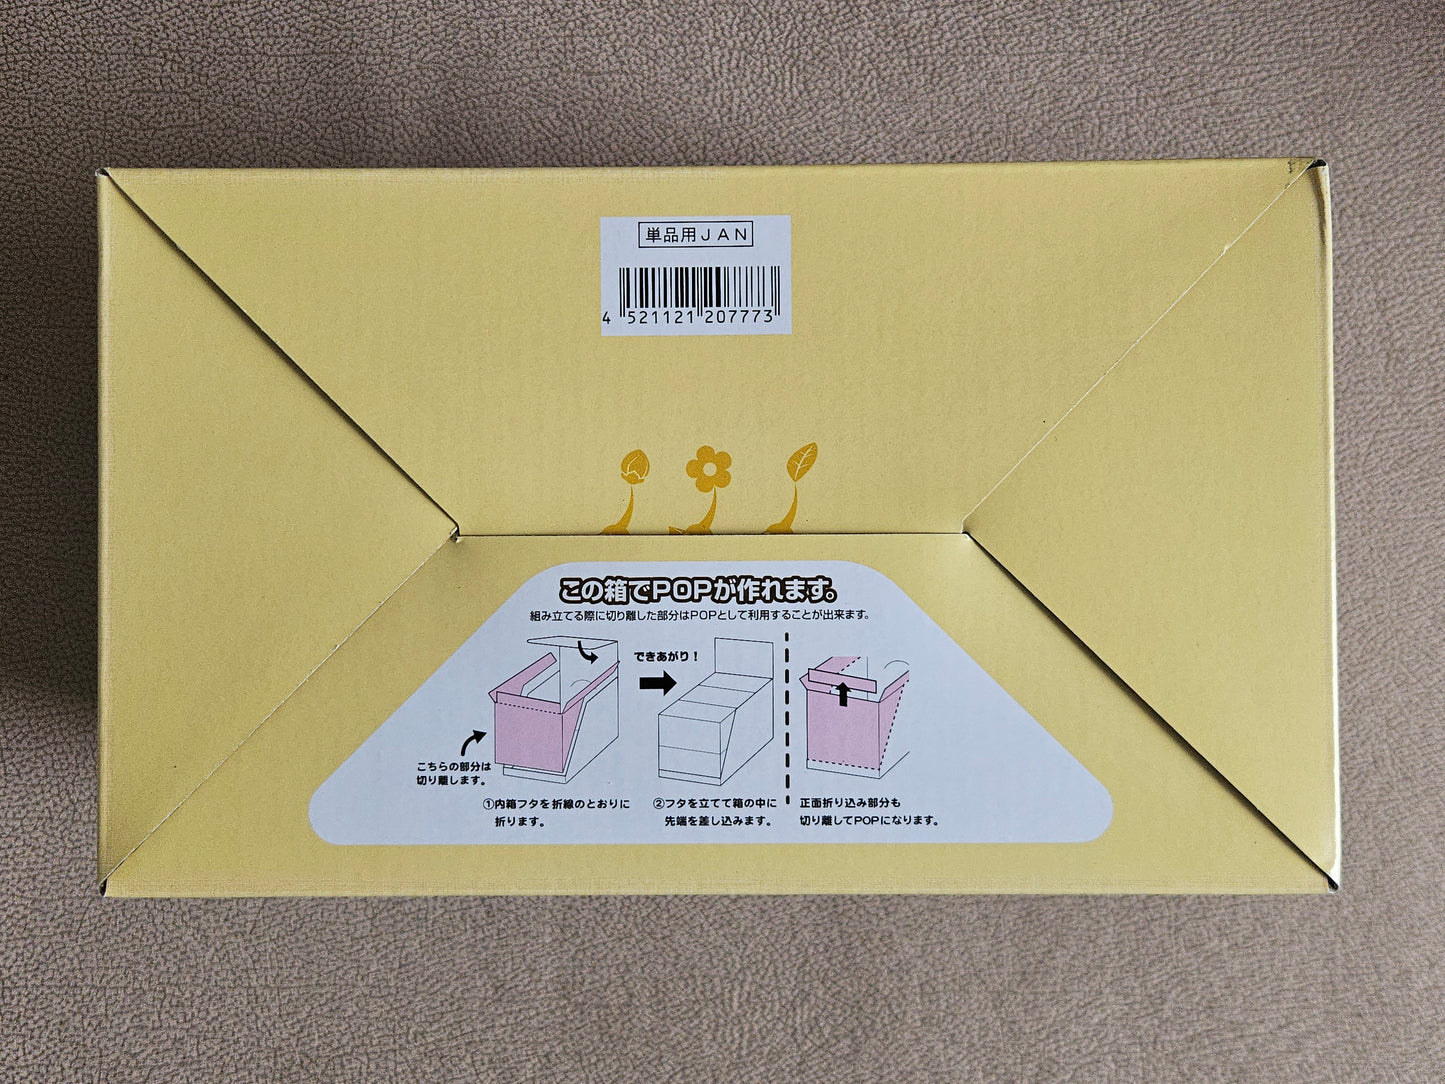 単品用JAN
4 521121 207773
この箱でPOPが作れます。
組み立てる際に切り離した部分はPOPとして利用することが出来ます。
できあがり!
こちらの部分は
切り離します。
①内箱フタを折線のとおりに
折ります。
②フタを立てて箱の中に
先端を差し込みます。
正面折り込み部分も
切り離してPOPになります。